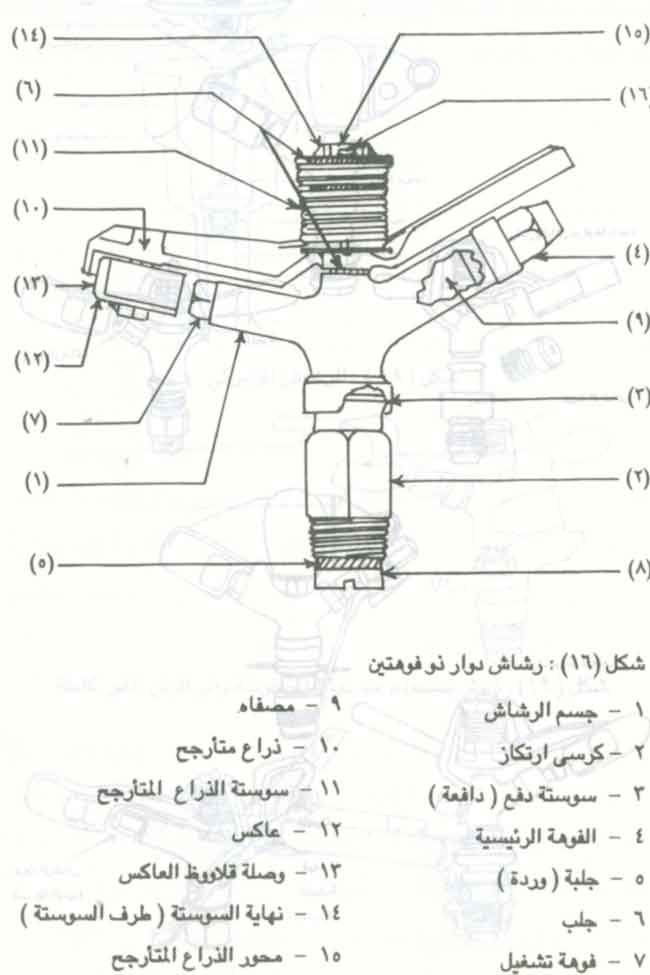 (١٤)
(١٥)
(٦)
(١٦)
(١١)
(١٠)
(٤)
(١٣)
(٩)
(١٢)
(٣)
(٧)
(١)
(٢)
(٥)
(٨)
شكل (١٦) : رشاش دوار ذو فوهتين
١ – جسم الرشاش
٢ – كرسى ارتكاز
٣ – سوستة دفع ( دافعة )
٤ – الفوهة الرئيسية
٥ – جلبة ( وردة )
٦ – جلب
٧ – فوهة تشغيل
٩ – مصفاه
١٠ – ذراع متأرجح
١١ – سوستة الذراع المتأرجح
١٢ – عاكس
١٣ – وصلة قلاووظ العاكس
١٤ – نهاية السوستة ( طرف السوستة )
١٥ – محور الذراع المتأرجح